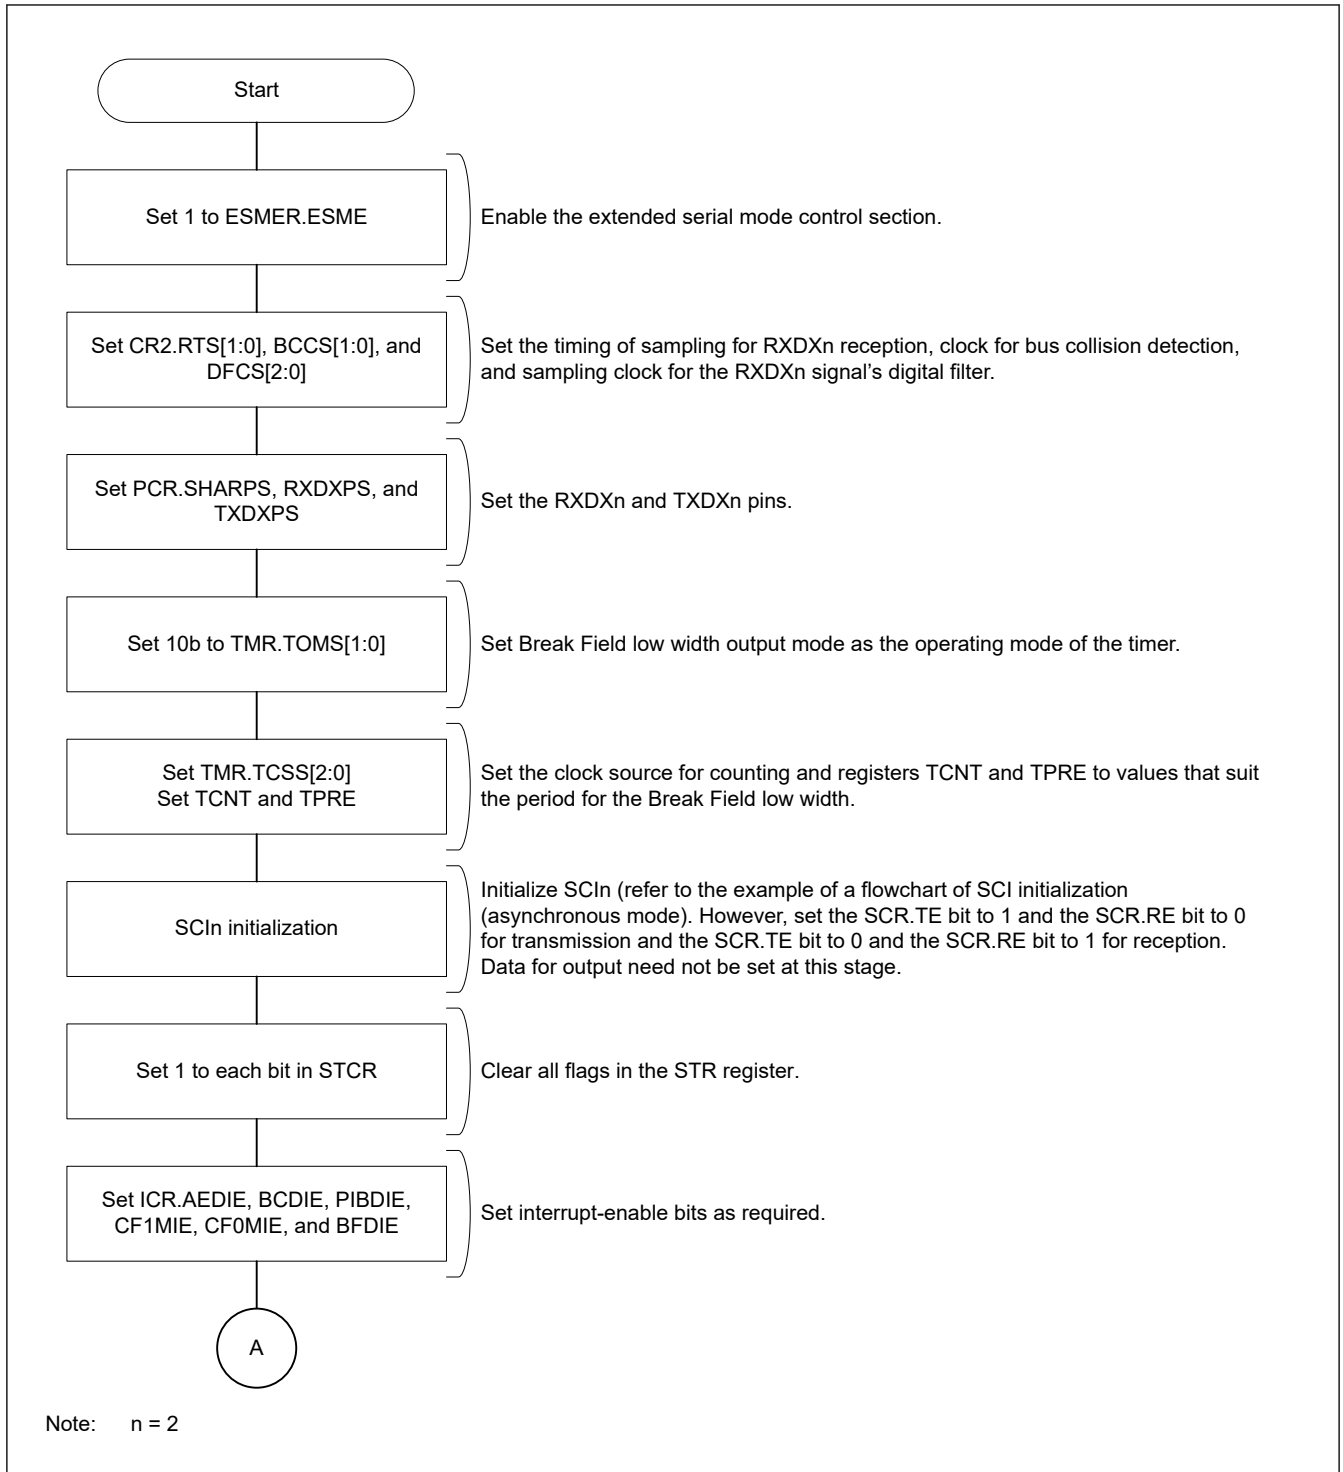 Start
Set 1 to ESMER.ESME
Enable the extended serial mode control section.
Set CR2.RTS[1:0], BCCS[1:0], and
DFCS[2:0]
Set the timing of sampling for RXDXn reception, clock for bus collision detection,
and sampling clock for the RXDXn signal's digital filter.
Set PCR.SHARPS, RXDXPS, and
TXDXPS
Set the RXDXn and TXDXn pins.
Set 10b to TMR.TOMS[1:0]
Set Break Field low width output mode as the operating mode of the timer.
Set TMR.TCSS[2:0]
Set TCNT and TPRE
Set the clock source for counting and registers TCNT and TPRE to values that suit
the period for the Break Field low width.
SCIn initialization
Initialize SCIn (refer to the example of a flowchart of SCI initialization
(asynchronous mode). However, set the SCR.TE bit to 1 and the SCR.RE bit to 0
for transmission and the SCR.TE bit to 0 and the SCR.RE bit to 1 for reception.
Data for output need not be set at this stage.
Set 1 to each bit in STCR
Clear all flags in the STR register.
Set ICR.AEDIE, BCDIE, PIBDIE,
CF1MIE, CF0MIE, and BFDIE
Set interrupt-enable bits as required.
A
Note: n = 2